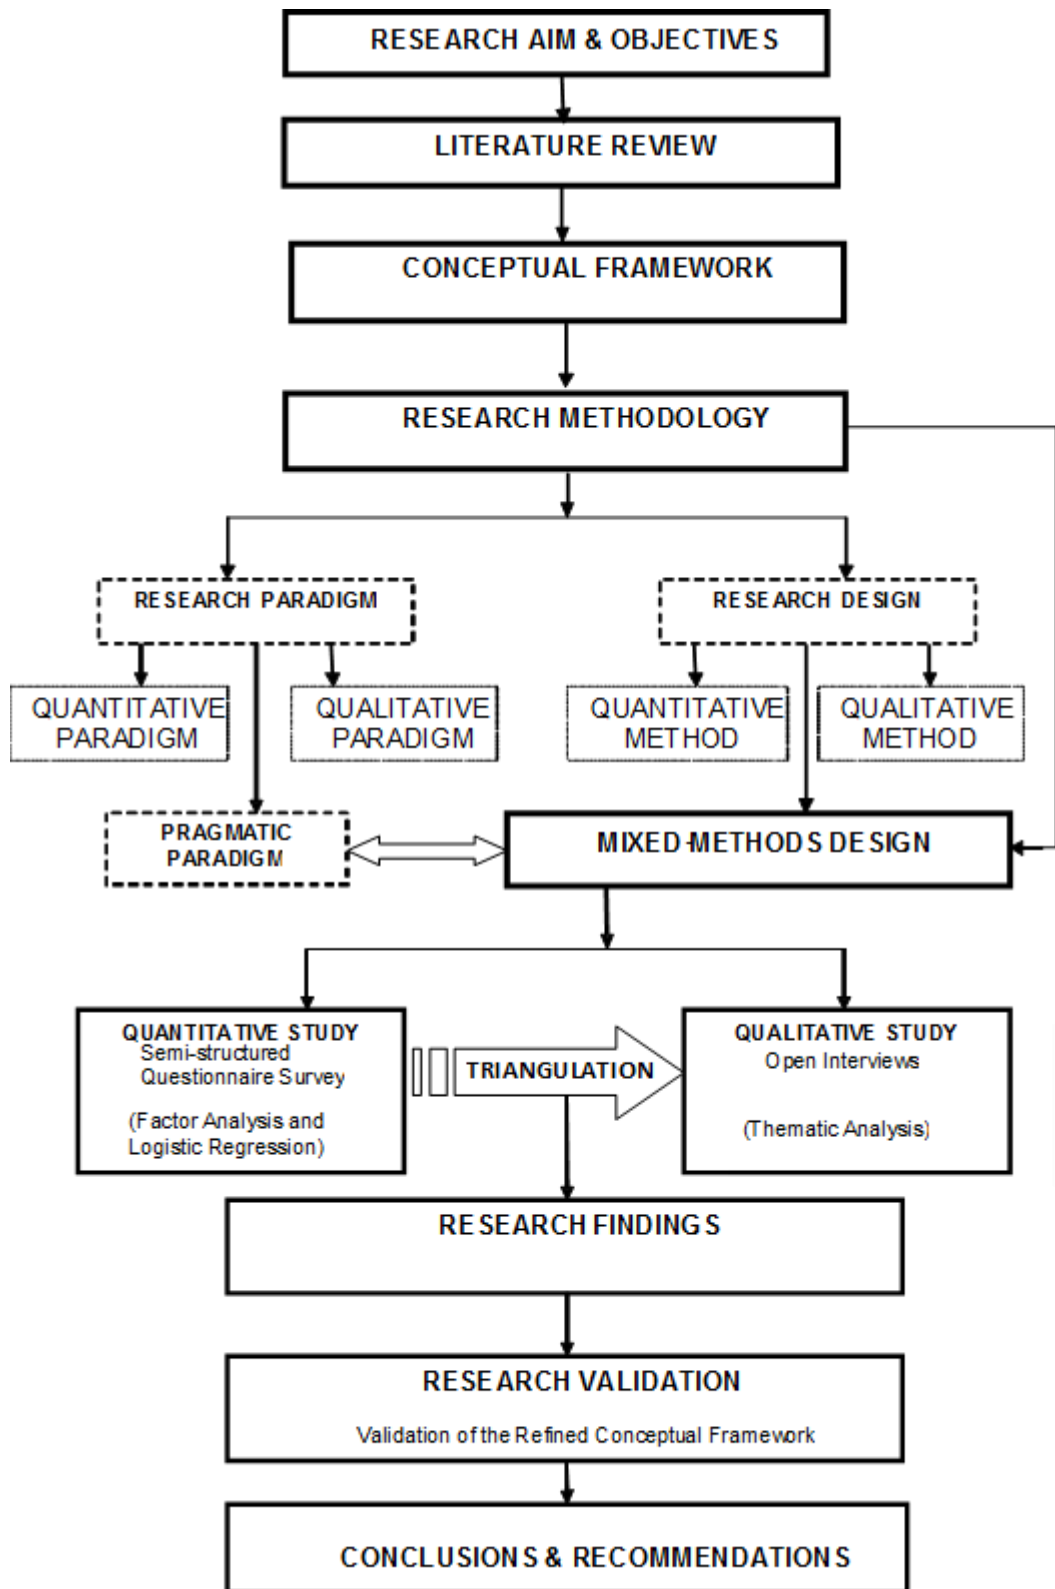 RESEARCH AIM & OBJECTIVES
LITERATURE REVIEW
CONCEPTUAL FRAMEWORK
RESEARCH METHODOLOGY
RESEARCH PARADIGM
RESEARCH DESIGN
QUANTITATIVE
PARADIGM
QUALITATIVE
PARADIGM
QUANTITATIVE
METHOD
QUALITATIVE
METHOD
PRAGMATIC
PARADIGM
MIXED-METHODS DESIGN
QUANTITATIVE STUDY
Semi-structured
Questionnaire Survey
(Factor Analysis and
Logistic Regression)
TRIANGULATION
QUALITATIVE STUDY
Open Interviews
(Thematic Analysis)
RESEARCH FINDINGS
RESEARCH VALIDATION
Validation of the Refined Conceptual Framework
CONCLUSIONS & RECOMMENDATIONS